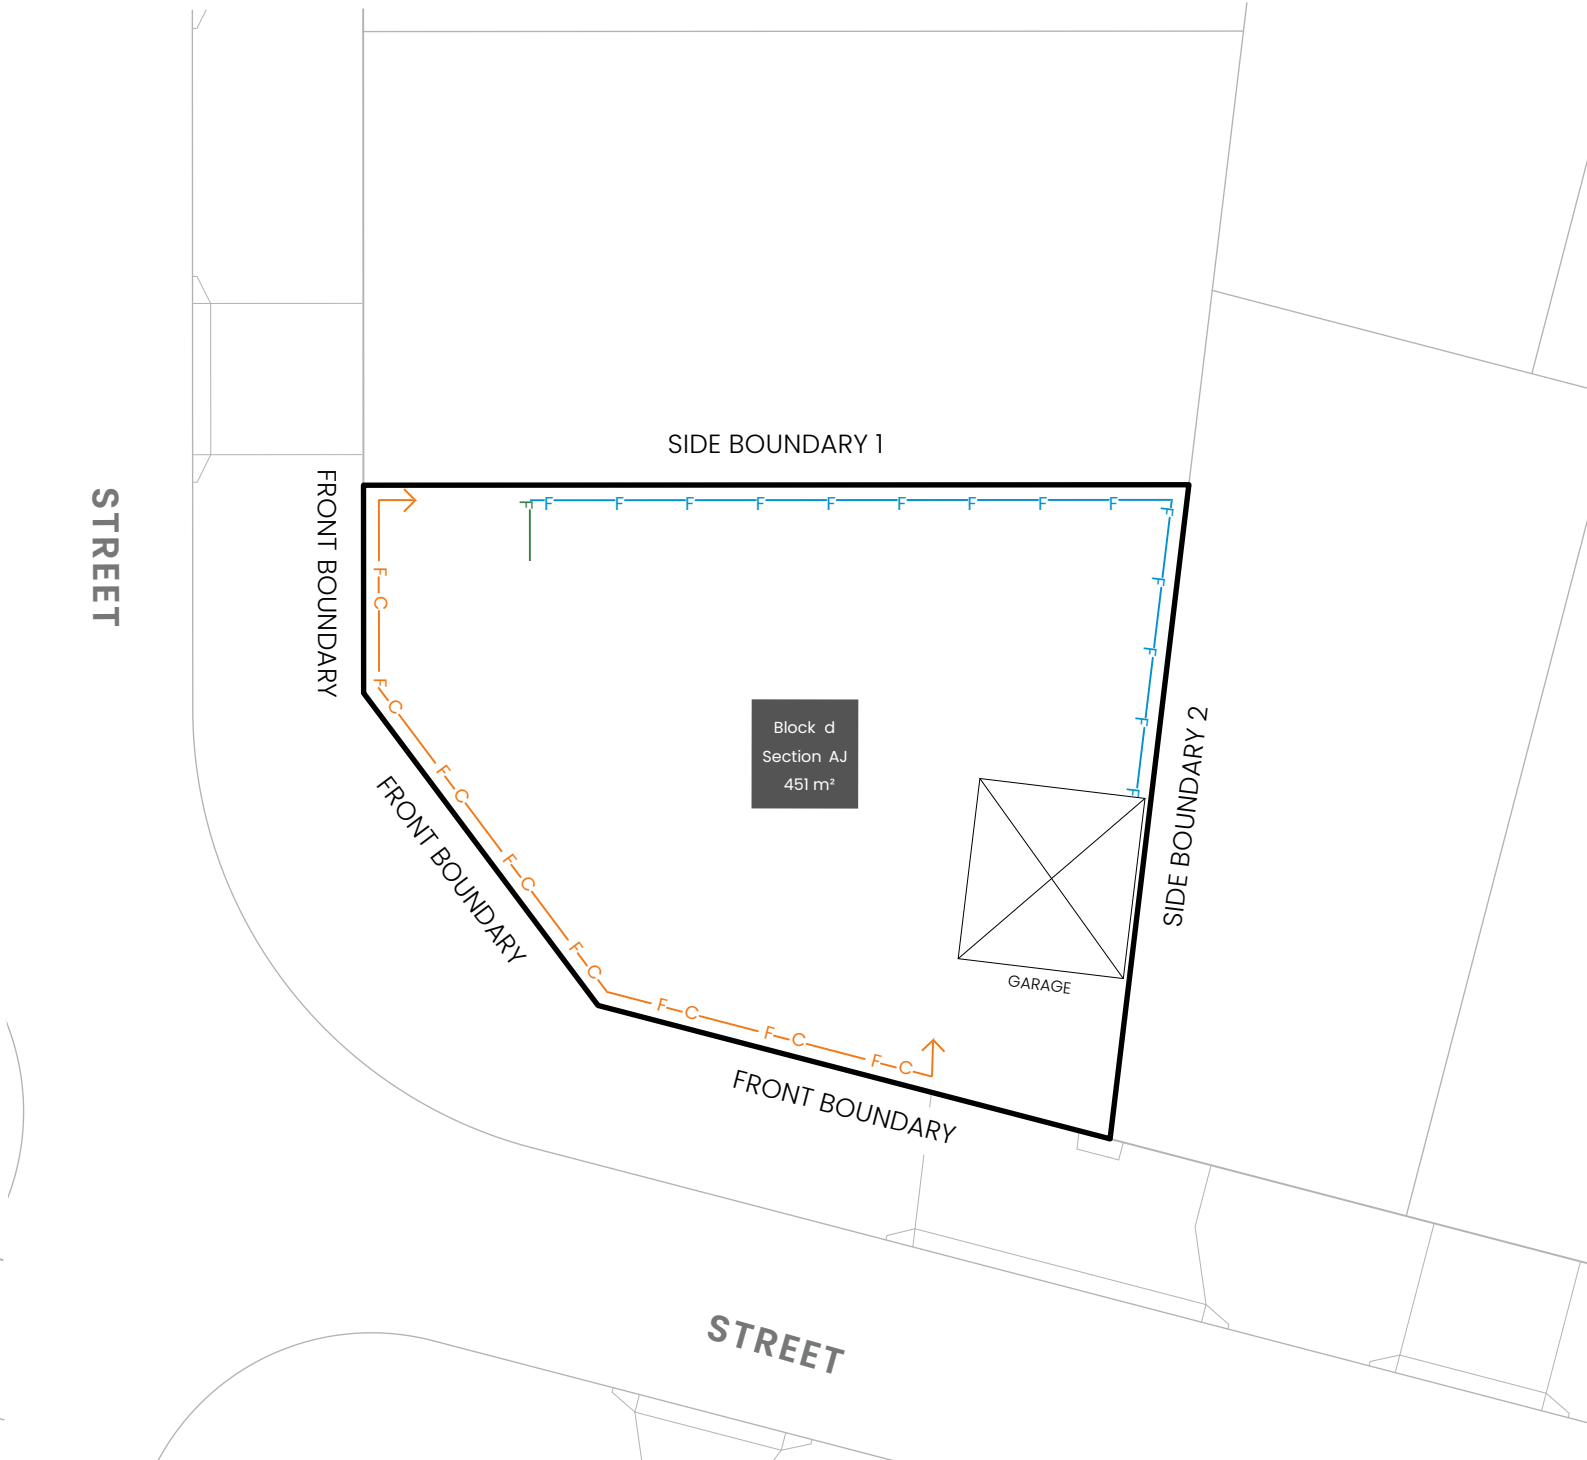 SIDE BOUNDARY 1
F F F F F F F F F
F
F
F
F
F
F
FRONT BOUNDARY
STREET
F C
F C
F C
F C
F C
FRONT BOUNDARY
Block d
Section AJ
451 m²
SIDE BOUNDARY 2
GARAGE
F C F C F C
FRONT BOUNDARY
STREET